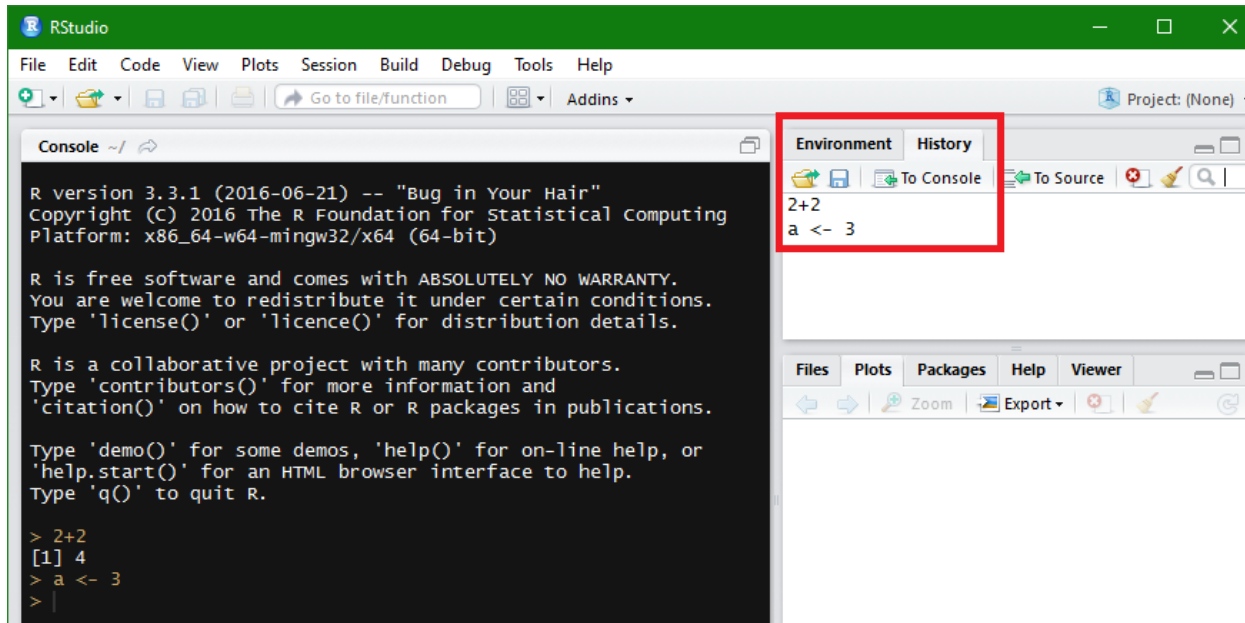 RStudio
File Edit Code View Plots Session Build Debug Tools Help
Go to file/function Addins Project: (None)
Console ~/
R version 3.3.1 (2016-06-21) -- "Bug in Your Hair"
Copyright (C) 2016 The R Foundation for Statistical Computing
Platform: x86_64-w64-mingw32/x64 (64-bit)
R is free software and comes with ABSOLUTELY NO WARRANTY.
You are welcome to redistribute it under certain conditions.
Type 'license()' or 'licence()' for distribution details.
R is a collaborative project with many contributors.
Type 'contributors()' for more information and
'citation()' on how to cite R or R packages in publications.
Type 'demo()' for some demos, 'help()' for on-line help, or
'help.start()' for an HTML browser interface to help.
Type 'q()' to quit R.
> 2+2
[1] 4
> a <- 3
>
Environment History
To Console To Source
2+2
a <- 3
Files Plots Packages Help Viewer
Zoom Export